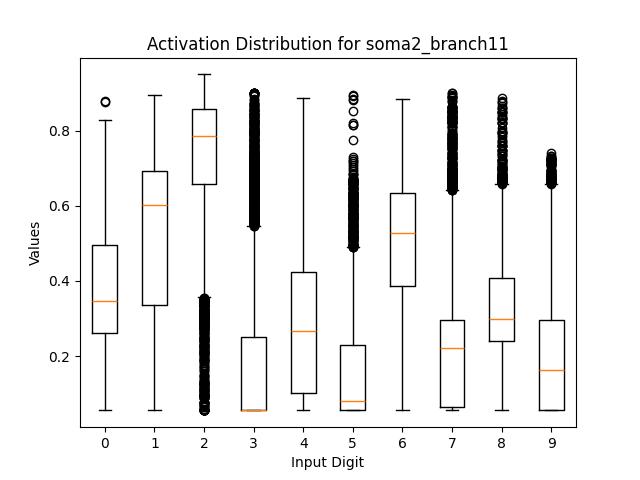 Activation Distribution for soma2_branch11
Values
0.8
0.6
0.4
0.2
0 1 2 3 4 5 6 7 8 9
Input Digit